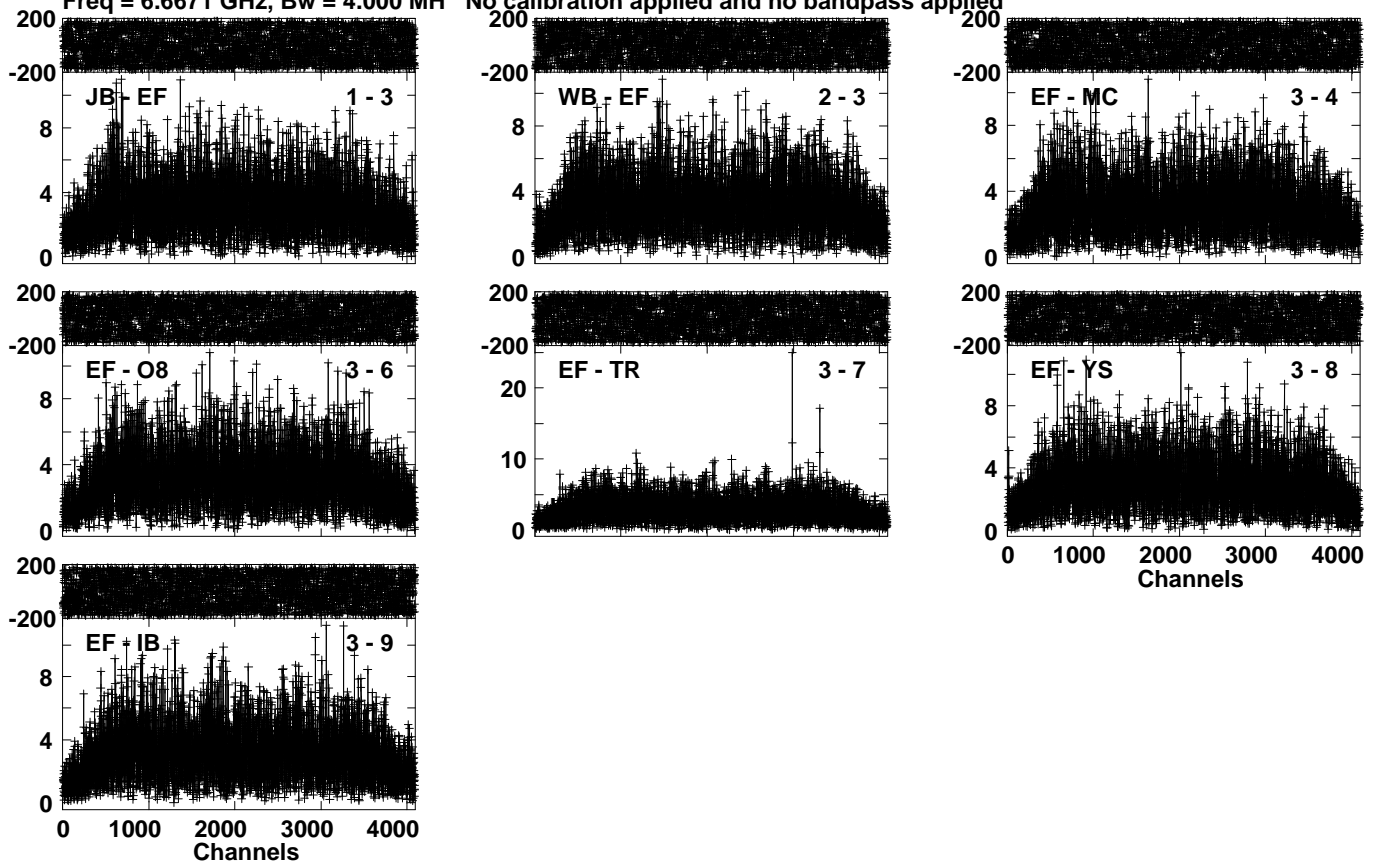 Freq = 6.6671 GHz, Bw = 4.000 MH No calibration applied and no bandpass applied
200
-200
JB - EF 1 - 3
8
4
0
200
-200
WB - EF 2 - 3
8
4
0
200
-200
EF - MC 3 - 4
8
4
0
200
-200
EF - O8 3 - 6
8
4
0
200
-200
EF - TR 3 - 7
20
10
0
200
-200
EF - YS 3 - 8
8
4
0
0 1000 2000 3000 4000
Channels
200
-200
EF - IB 3 - 9
8
4
0
0 1000 2000 3000 4000
Channels